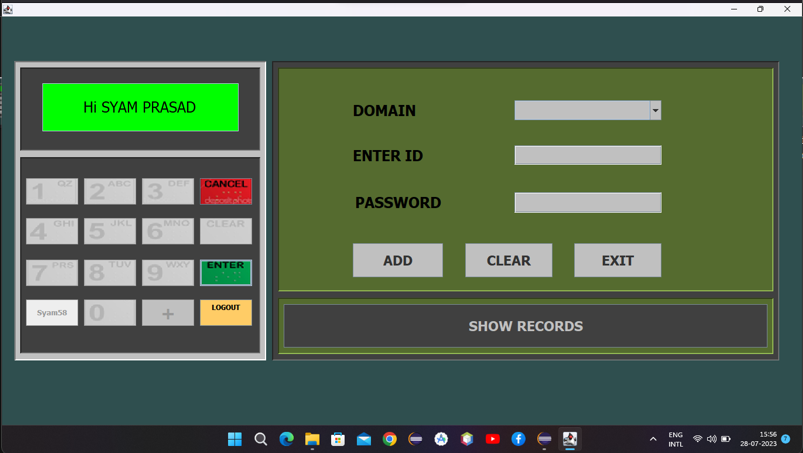 Hi SYAM PRASAD
1 QZ 2 ABC 3 DEF CANCEL
4 GHI 5 JKL 6 MNO CLEAR
7 PRS 8 TUV 9 WXY ENTER
Syam58 0 + LOGOUT
DOMAIN
ENTER ID
PASSWORD
ADD CLEAR EXIT
SHOW RECORDS
ENG
INTL
15:56
28-07-2023
7